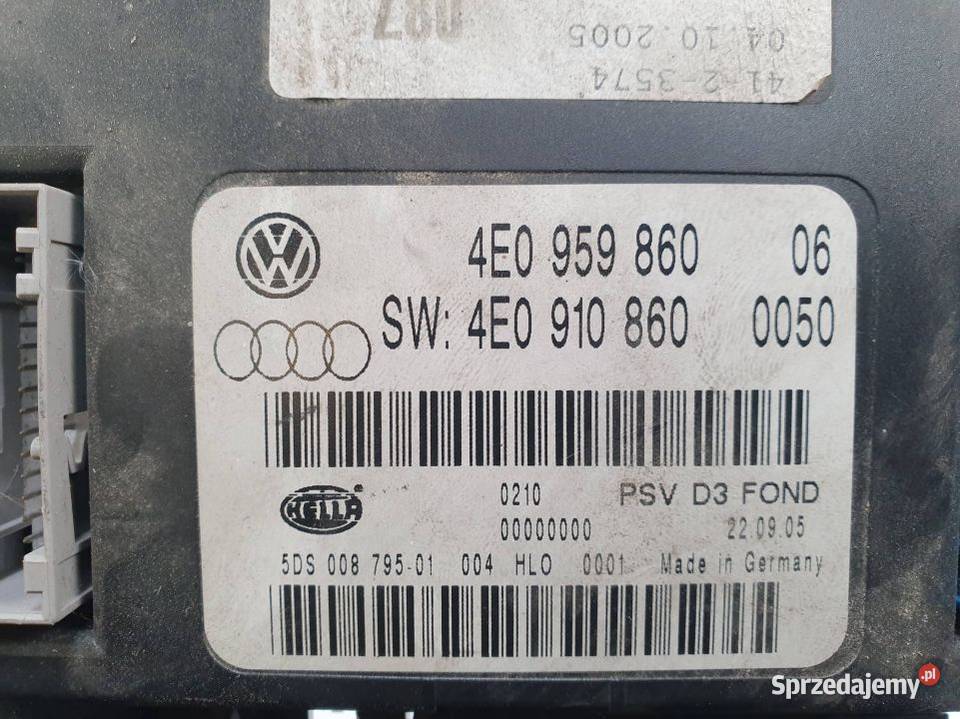 04.10.2005
41-2-3574
4E0 959 860 06
SW: 4E0 910 860 0050
HELLA ®
0210 PSV D3 FOND
00000000 22.09.05
5DS 008 795-01 004 HLO 0001 Made in Germany
Sprzedajemy.pl